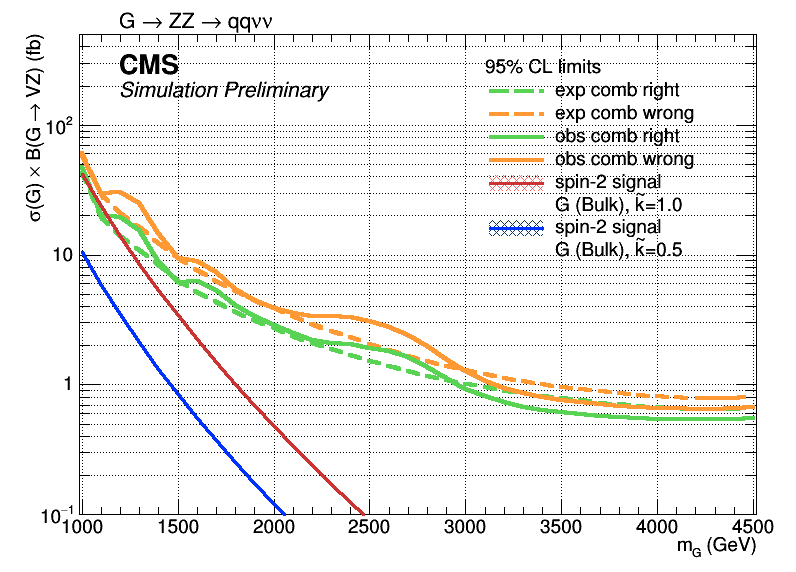 G → ZZ → qqνν
CMS
Simulation Preliminary
95% CL limits
exp comb right
exp comb wrong
obs comb right
obs comb wrong
spin-2 signal
G (Bulk), k̃=1.0
spin-2 signal
G (Bulk), k̃=0.5
σ(G) × B(G → VZ) (fb)
10²
10
1
10⁻¹
1000 1500 2000 2500 3000 3500 4000 4500
m_G (GeV)